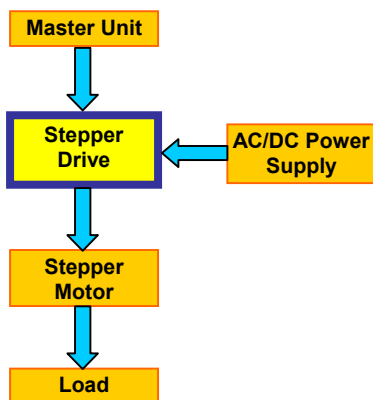 Master Unit
Stepper
Drive
AC/DC Power
Supply
Stepper
Motor
Load